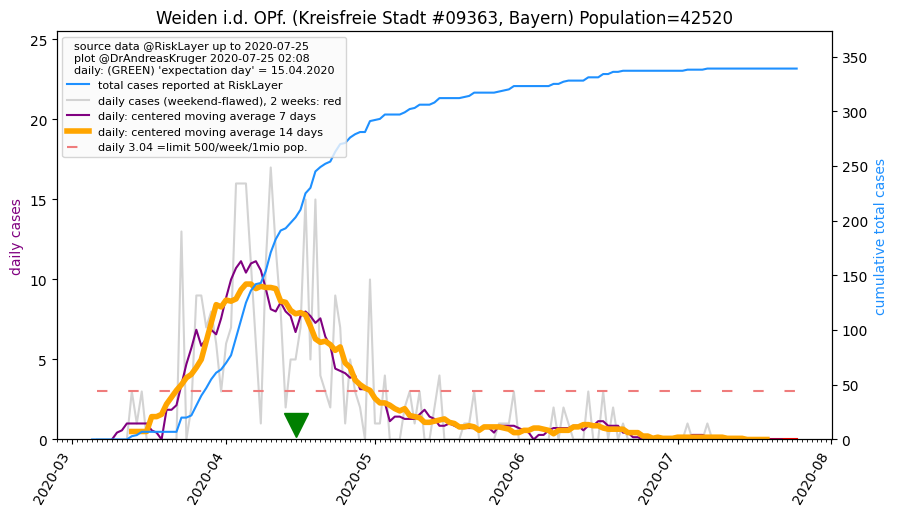 Weiden i.d. OPf. (Kreisfreie Stadt #09363, Bayern) Population=42520
source data @RiskLayer up to 2020-07-25
plot @DrAndreasKruger 2020-07-25 02:08
daily: (GREEN) 'expectation day' = 15.04.2020
total cases reported at RiskLayer
daily cases (weekend-flawed), 2 weeks: red
daily: centered moving average 7 days
daily: centered moving average 14 days
daily 3.04 =limit 500/week/1mio pop.
daily cases
25
20
15
10
5
0
cumulative total cases
350
300
250
200
150
100
50
0
2020-03
2020-04
2020-05
2020-06
2020-07
2020-08